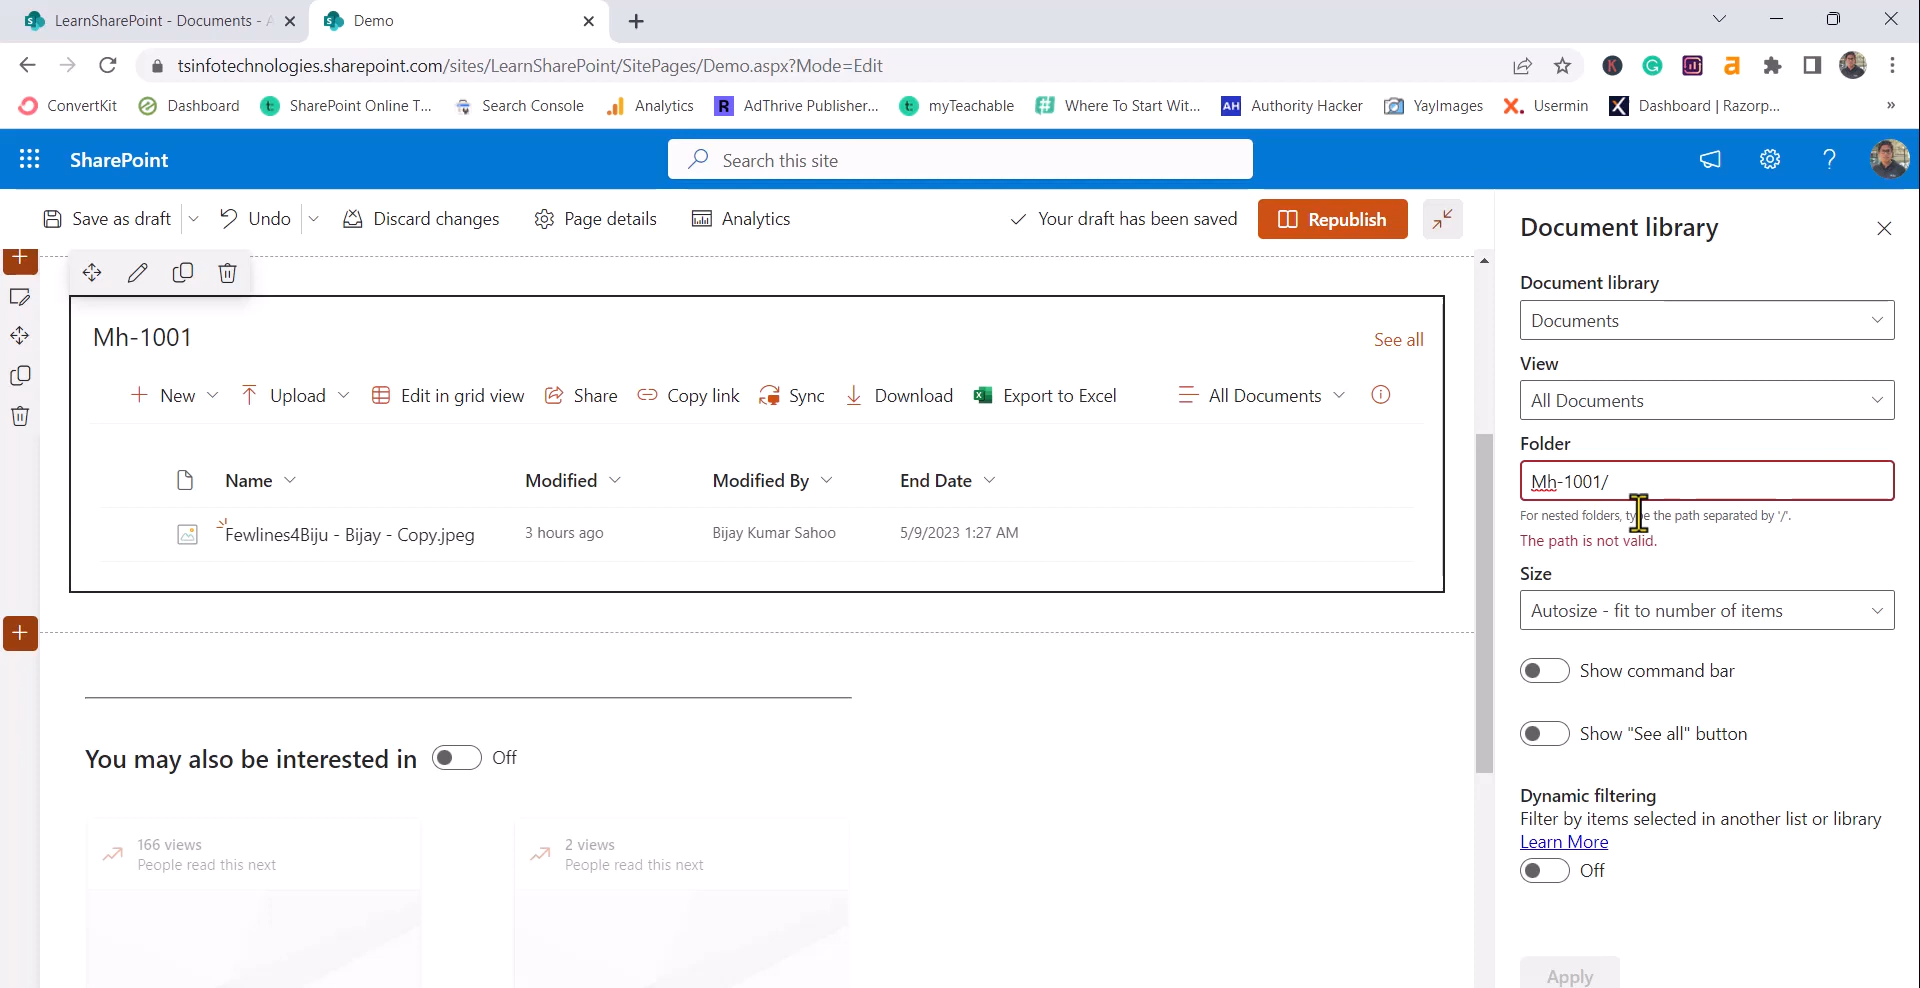 LearnSharePoint - Documents - A
Demo
tsinfotechnologies.sharepoint.com/sites/LearnSharePoint/SitePages/Demo.aspx?Mode=Edit
ConvertKit
Dashboard
SharePoint Online T...
Search Console
Analytics
AdThrive Publisher...
myTeachable
Where To Start Wit...
AH Authority Hacker
YayImages
Usermin
Dashboard | Razorp...
SharePoint
Search this site
Save as draft
Undo
Discard changes
Page details
Analytics
Your draft has been saved
Republish
Mh-1001
See all
New
Upload
Edit in grid view
Share
Copy link
Sync
Download
Export to Excel
All Documents
Name
Modified
Modified By
End Date
Fewlines4Biju - Bijay - Copy.jpeg
3 hours ago
Bijay Kumar Sahoo
5/9/2023 1:27 AM
You may also be interested in
Off
166 views
People read this next
2 views
People read this next
Document library
Document library
Documents
View
All Documents
Folder
Mh-1001/
For nested folders, type the path separated by '/'.
The path is not valid.
Size
Autosize - fit to number of items
Show command bar
Show "See all" button
Dynamic filtering
Filter by items selected in another list or library
Learn More
Off
Apply